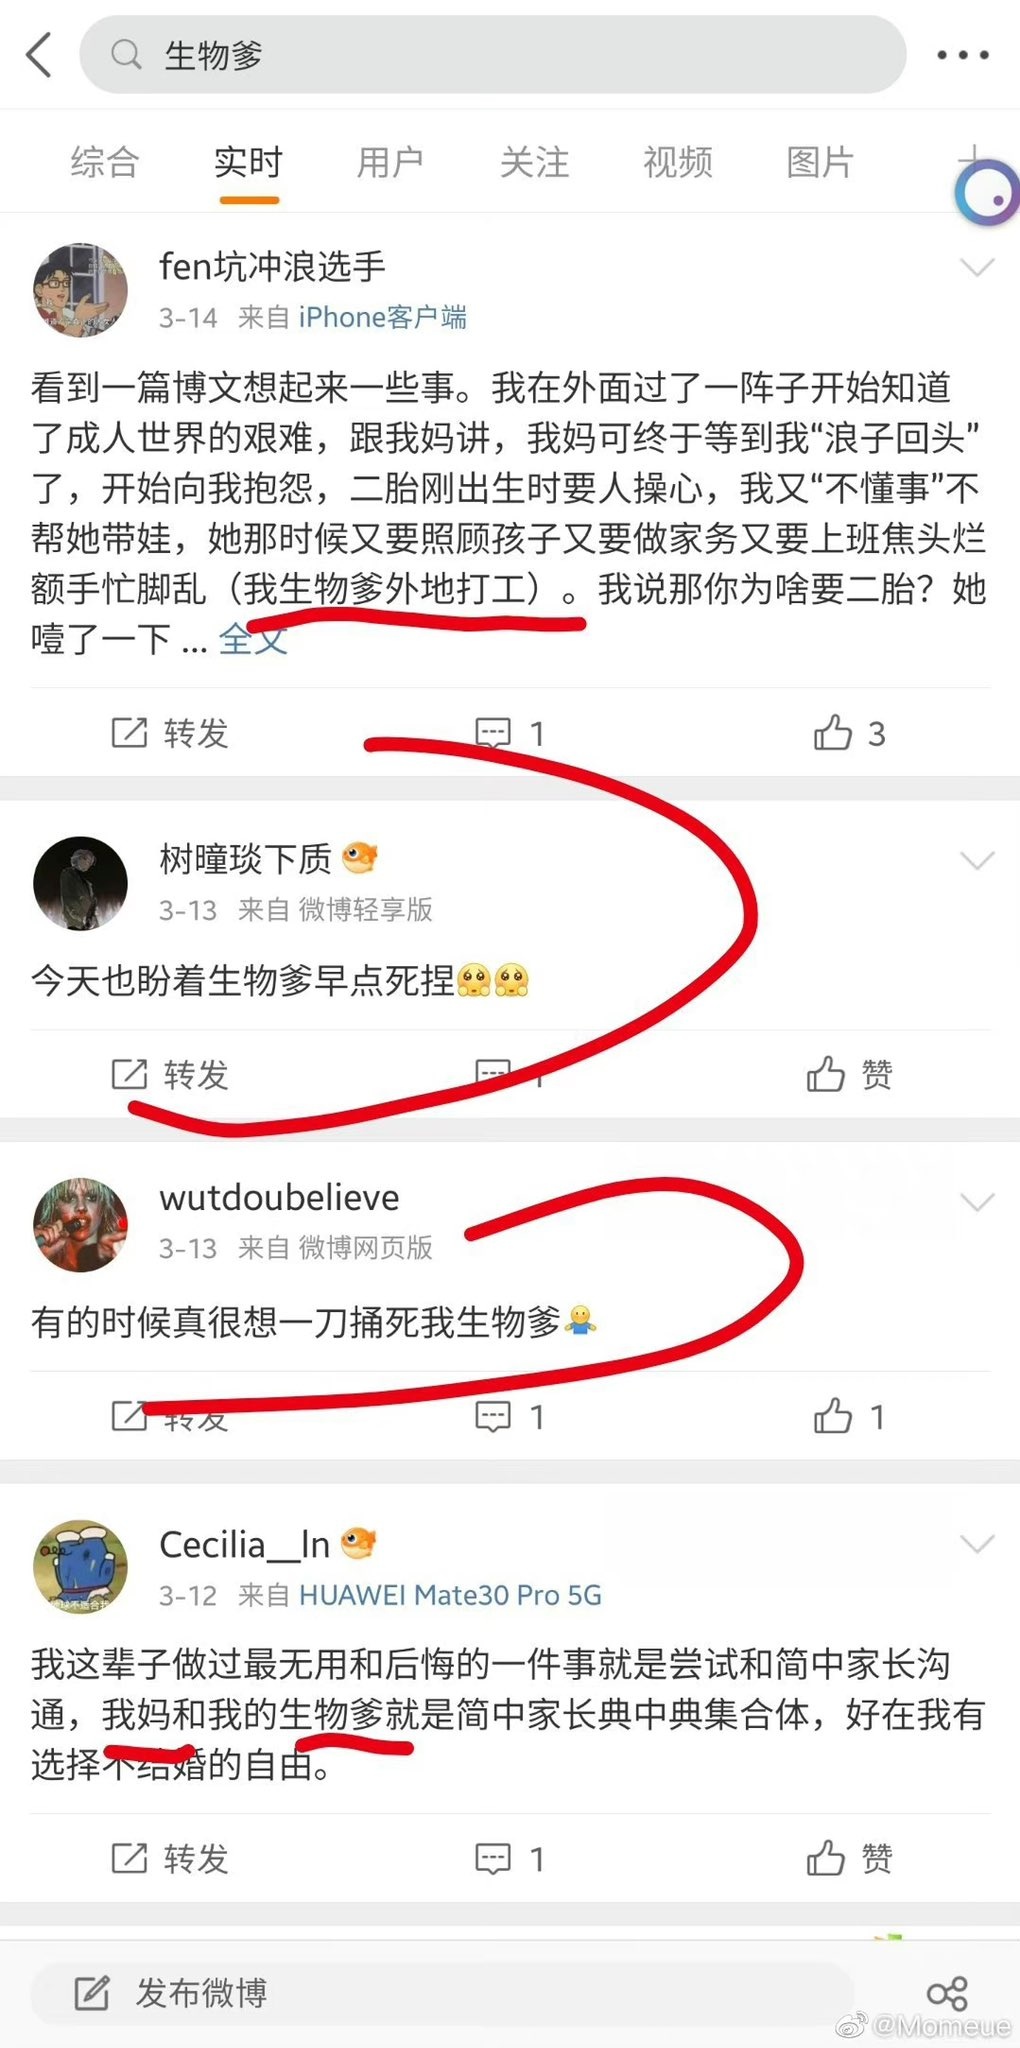 生物爹
综合 实时 用户 关注 视频 图片
fen坑冲浪选手
3-14 来自 iPhone客户端
看到一篇博文想起来一些事。我在外面过了一阵子开始知道
了成人世界的艰难，跟我妈讲，我妈可终于等到我“浪子回头”
了，开始向我抱怨，二胎刚出生时要人操心，我又“不懂事”不
帮她带娃，她那时候又要照顾孩子又要做家务又要上班焦头烂
额手忙脚乱（我生物爹外地打工）。我说那你为啥要二胎？她
噎了一下 ... 全文
转发 1 3
树曈琰下质
3-13 来自 微博轻享版
今天也盼着生物爹早点死捏
转发 1 赞
wutdoubelieve
3-13 来自 微博网页版
有的时候真很想一刀捅死我生物爹
转发 1 1
Cecilia__ln
3-12 来自 HUAWEI Mate30 Pro 5G
我这辈子做过最无用和后悔的一件事就是尝试和简中家长沟
通，我妈和我的生物爹就是简中家长典中典集合体，好在我有
选择不结婚的自由。
转发 1 赞
发布微博
@Momeue